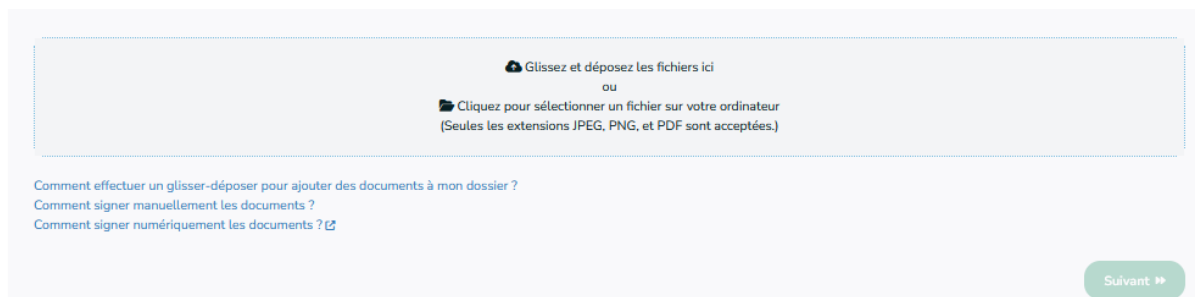 Glissez et déposez les fichiers ici
ou
Cliquez pour sélectionner un fichier sur votre ordinateur
(Seules les extensions JPEG, PNG, et PDF sont acceptées.)
Comment effectuer un glisser-déposer pour ajouter des documents à mon dossier ?
Comment signer manuellement les documents ?
Comment signer numériquement les documents ?
Suivant